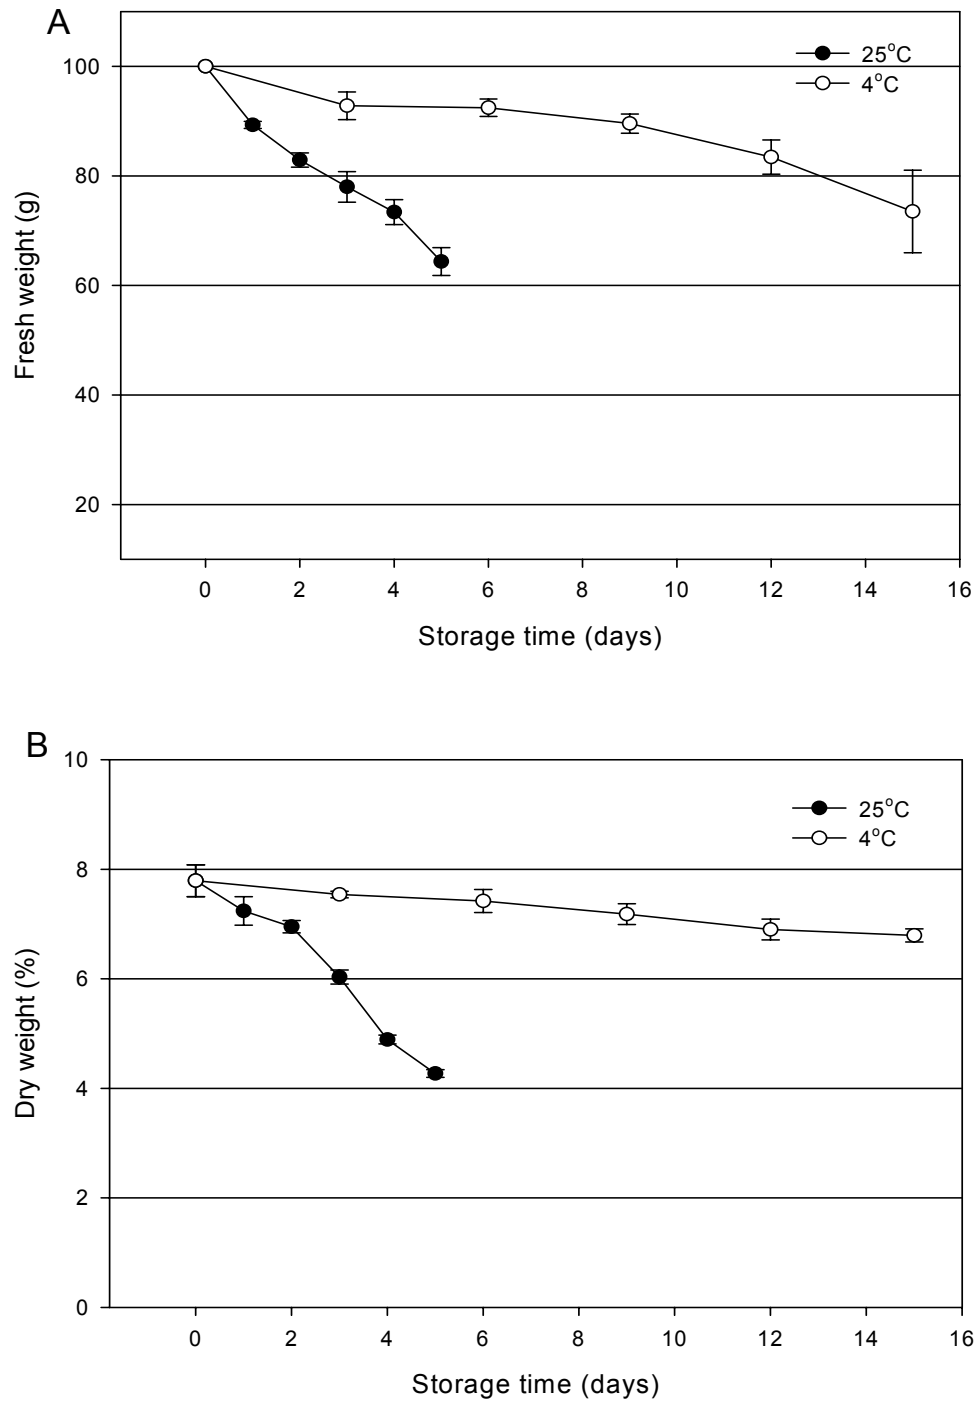 A
25°C
4°C
100
80
60
40
20
Fresh weight (g)
0 2 4 6 8 10 12 14 16
Storage time (days)
B
25°C
4°C
10
8
6
4
2
0
Dry weight (%)
0 2 4 6 8 10 12 14 16
Storage time (days)